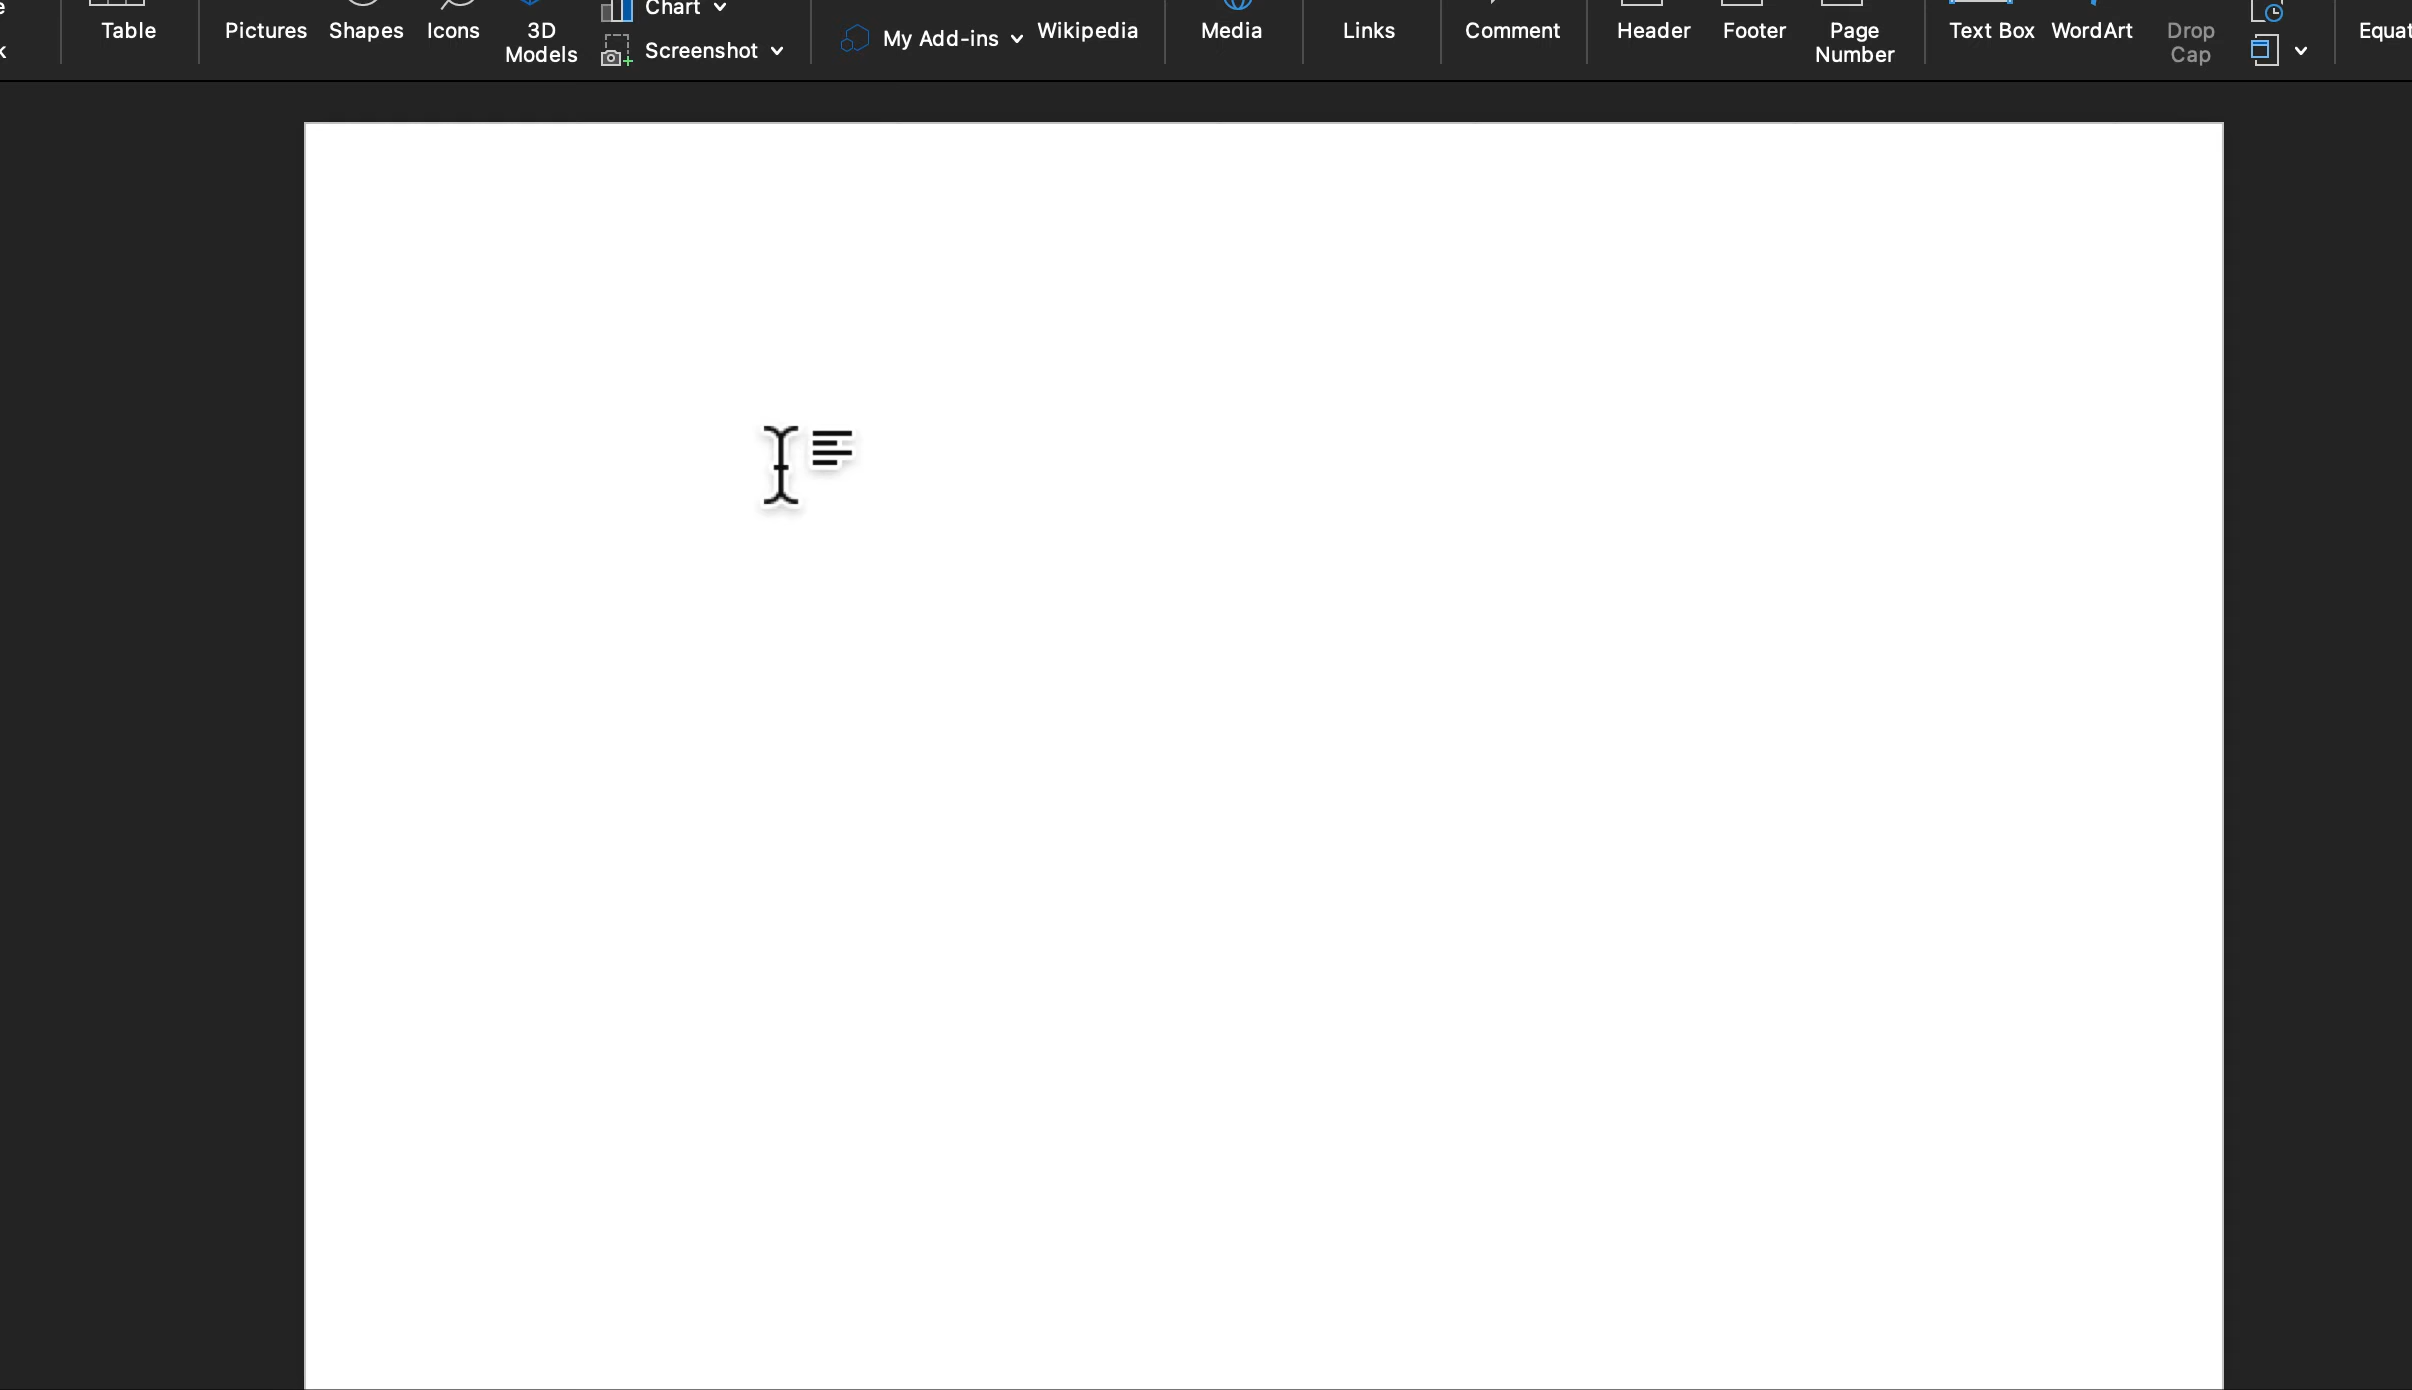 Chart
Table
Pictures
Shapes
Icons
3D
Models
Screenshot
My Add-ins
Wikipedia
Media
Links
Comment
Header
Footer
Page
Number
Text Box
WordArt
Drop
Cap
Equat